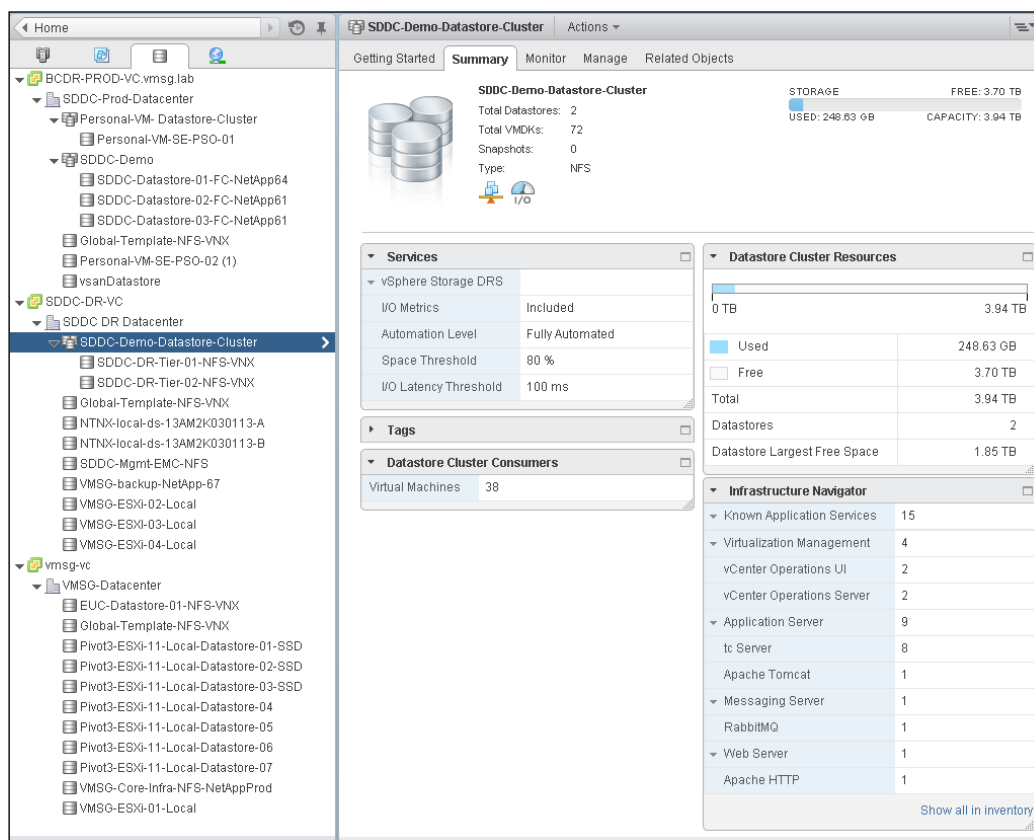 Home
BCDR-PROD-VC.vmsg.lab
SDDC-Prod-Datacenter
Personal-VM- Datastore-Cluster
Personal-VM-SE-PSO-01
SDDC-Demo
SDDC-Datastore-01-FC-NetApp64
SDDC-Datastore-02-FC-NetApp61
SDDC-Datastore-03-FC-NetApp61
Global-Template-NFS-VNX
Personal-VM-SE-PSO-02 (1)
vsanDatastore
SDDC-DR-VC
SDDC DR Datacenter
SDDC-Demo-Datastore-Cluster
SDDC-DR-Tier-01-NFS-VNX
SDDC-DR-Tier-02-NFS-VNX
Global-Template-NFS-VNX
NTNX-local-ds-13AM2K030113-A
NTNX-local-ds-13AM2K030113-B
SDDC-Mgmt-EMC-NFS
VMSG-backup-NetApp-67
VMSG-ESXi-02-Local
VMSG-ESXI-03-Local
VMSG-ESXi-04-Local
vmsg-vc
VMSG-Datacenter
EUC-Datastore-01-NFS-VNX
Global-Template-NFS-VNX
Pivot3-ESXi-11-Local-Datastore-01-SSD
Pivot3-ESXi-11-Local-Datastore-02-SSD
Pivot3-ESXi-11-Local-Datastore-03-SSD
Pivot3-ESXi-11-Local-Datastore-04
Pivot3-ESXi-11-Local-Datastore-05
Pivot3-ESXi-11-Local-Datastore-06
Pivot3-ESXi-11-Local-Datastore-07
VMSG-Core-Infra-NFS-NetAppProd
VMSG-ESXi-01-Local
SDDC-Demo-Datastore-Cluster Actions
Getting Started Summary Monitor Manage Related Objects
SDDC-Demo-Datastore-Cluster
Total Datastores: 2
Total VMDKs: 72
Snapshots: 0
Type: NFS
I/O
STORAGE FREE: 3.70 TB
USED: 248.63 GB CAPACITY: 3.94 TB
Services
vSphere Storage DRS
I/O Metrics Included
Automation Level Fully Automated
Space Threshold 80 %
I/O Latency Threshold 100 ms
Tags
Datastore Cluster Consumers
Virtual Machines 38
Datastore Cluster Resources
0 TB 3.94 TB
Used 248.63 GB
Free 3.70 TB
Total 3.94 TB
Datastores 2
Datastore Largest Free Space 1.85 TB
Infrastructure Navigator
Known Application Services 15
Virtualization Management 4
vCenter Operations UI 2
vCenter Operations Server 2
Application Server 9
tc Server 8
Apache Tomcat 1
Messaging Server 1
RabbitMQ 1
Web Server 1
Apache HTTP 1
Show all in inventory